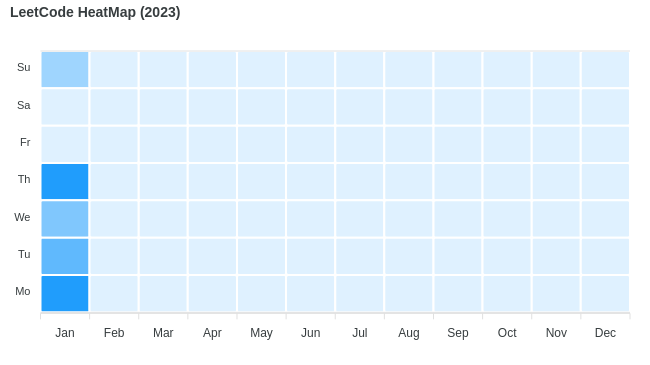 LeetCode HeatMap (2023)
Su
Sa
Fr
Th
We
Tu
Mo
Jan Feb Mar Apr May Jun Jul Aug Sep Oct Nov Dec